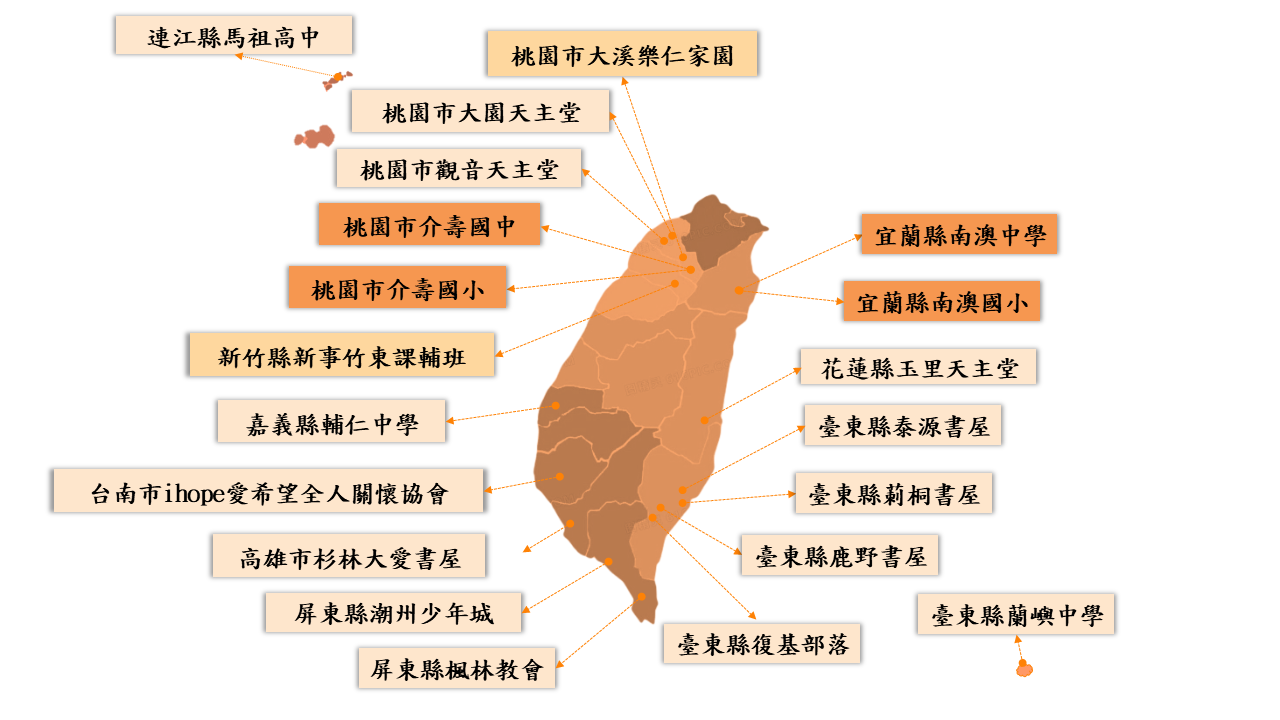 連江縣馬祖高中
桃園市大溪樂仁家園
桃園市大園天主堂
桃園市觀音天主堂
桃園市介壽國中
桃園市介壽國小
新竹縣新事竹東課輔班
嘉義縣輔仁中學
台南市ihope愛希望全人關懷協會
高雄市杉林大愛書屋
屏東縣潮州少年城
屏東縣楓林教會
宜蘭縣南澳中學
宜蘭縣南澳國小
花蓮縣玉里天主堂
臺東縣泰源書屋
臺東縣莿桐書屋
臺東縣鹿野書屋
臺東縣復基部落
臺東縣蘭嶼中學